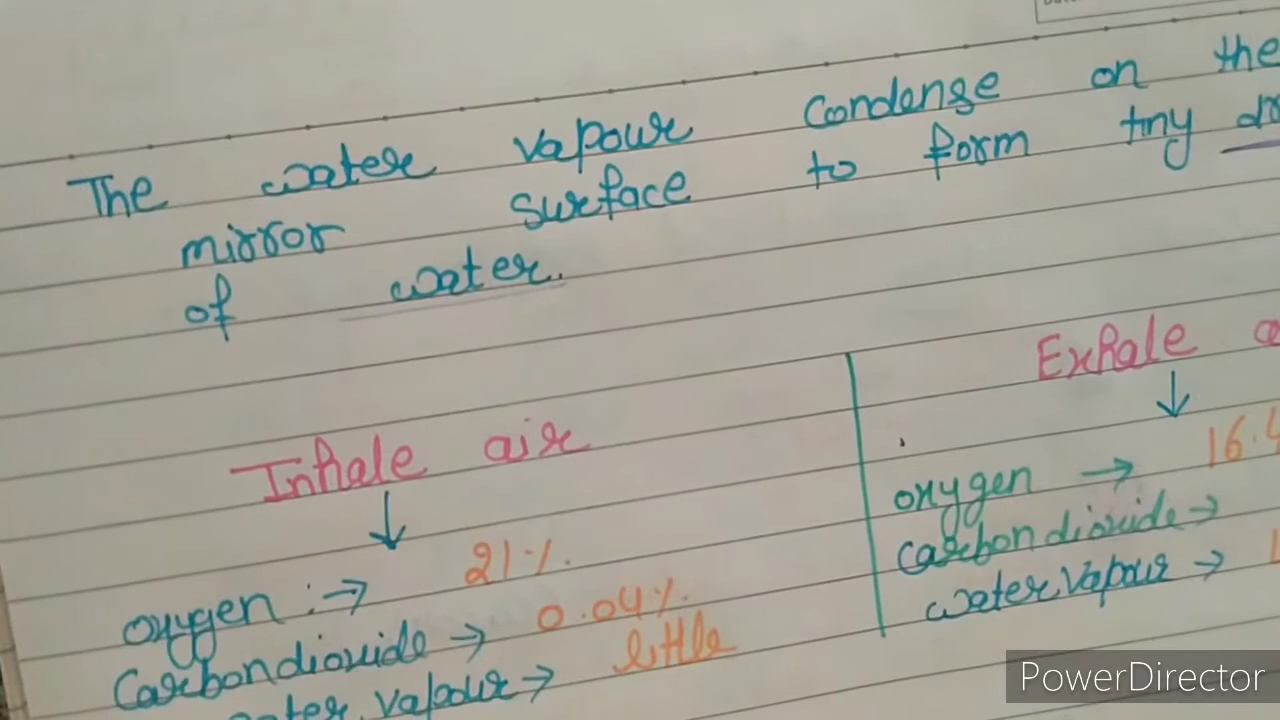 The water vapour condense on the
mirror surface to form tiny
of water.
Inhale air
↓
oxygen :→ 21%.
Carbondioxide → 0.04%.
water vapour → little
Exhale
↓
oxygen → 16.4
carbondioxide →
water vapour →
PowerDirector